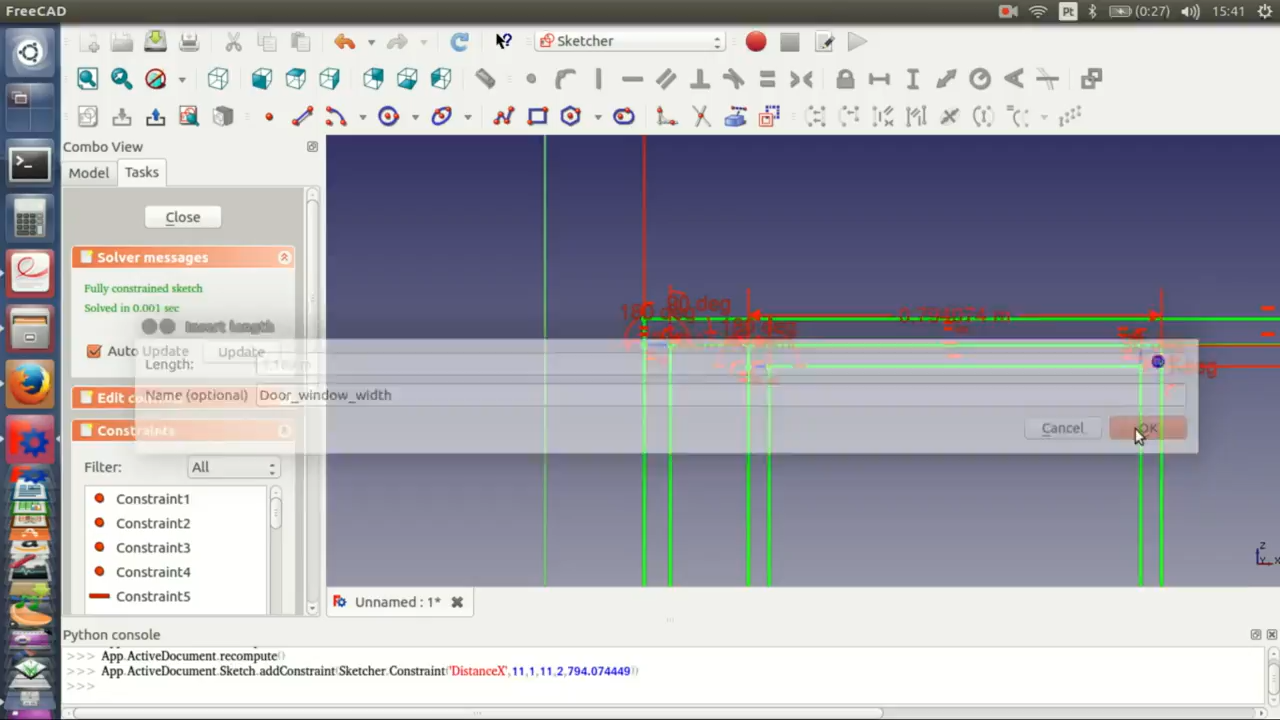 FreeCAD
Pt
(0:27)
15:41
Sketcher
Combo View
Model
Tasks
Close
Solver messages
Fully constrained sketch
Solved in 0.001 sec
Insert length
Auto Update
Update
Length:
Name (optional)
Door_window_width
Cancel
OK
Constraints
Filter:
All
Constraint1
Constraint2
Constraint3
Constraint4
Constraint5
90 deg
Unnamed : 1*
Python console
>>> App.ActiveDocument.recompute()
>>> App.ActiveDocument.Sketch.addConstraint(Sketcher.Constraint('DistanceX',11,1,11,2,794.074449))
>>>